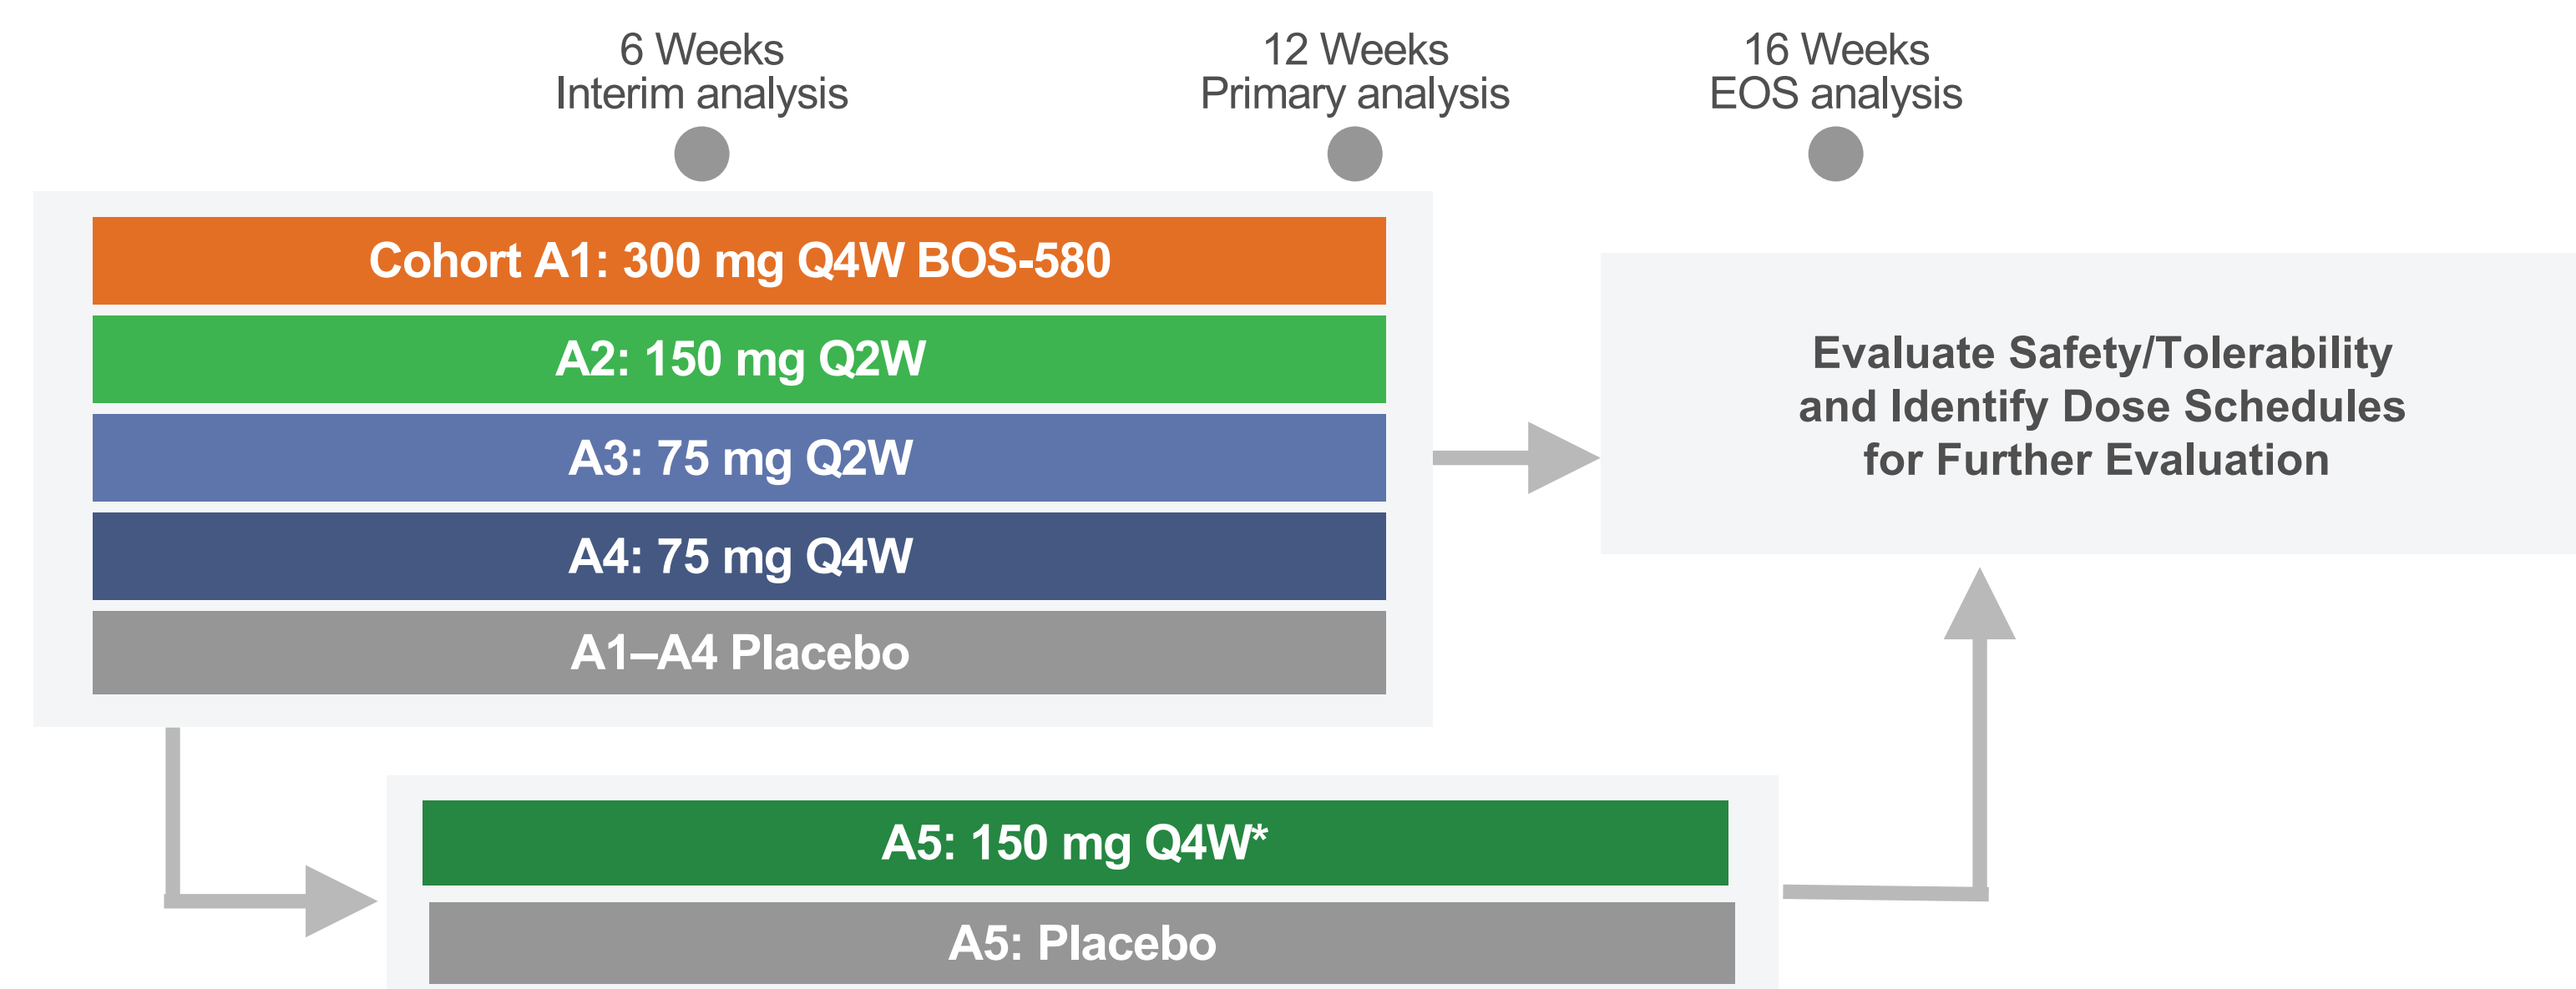 6 Weeks
Interim analysis
12 Weeks
Primary analysis
16 Weeks
EOS analysis
Cohort A1: 300 mg Q4W BOS-580
A2: 150 mg Q2W
A3: 75 mg Q2W
A4: 75 mg Q4W
A1–A4 Placebo
Evaluate Safety/Tolerability
and Identify Dose Schedules
for Further Evaluation
A5: 150 mg Q4W*
A5: Placebo